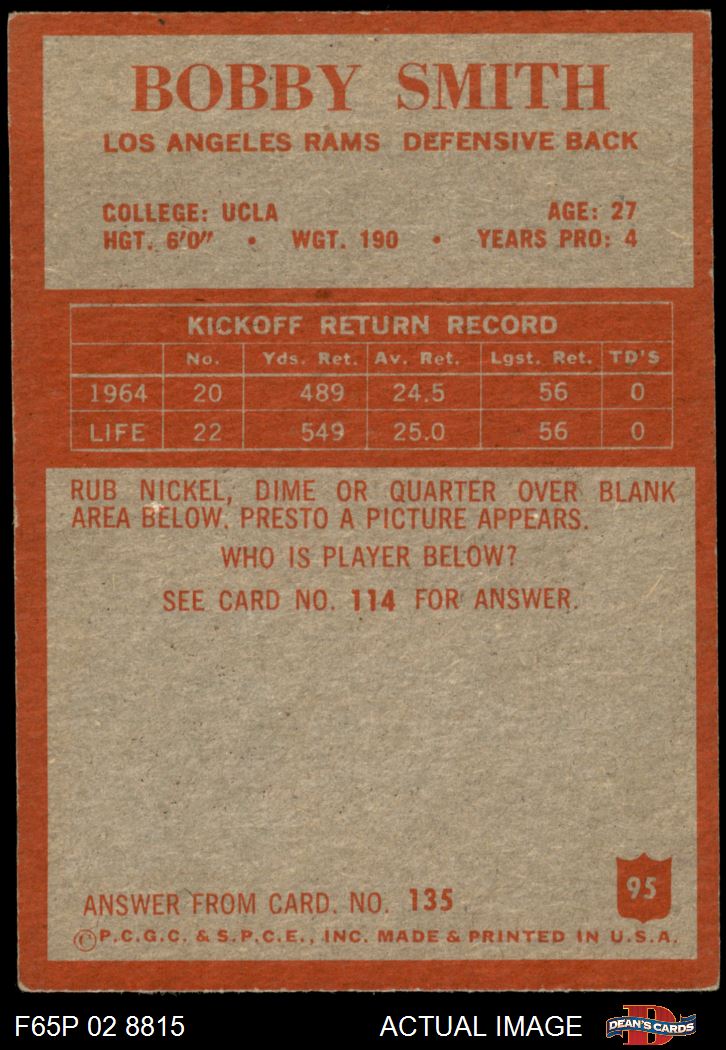 BOBBY SMITH
LOS ANGELES RAMS DEFENSIVE BACK
COLLEGE: UCLA AGE: 27
HGT. 6'0" • WGT. 190 • YEARS PRO: 4
KICKOFF RETURN RECORD
No. Yds. Ret. Av. Ret. Lgst. Ret. TD'S
1964 20 489 24.5 56 0
LIFE 22 549 25.0 56 0
RUB NICKEL, DIME OR QUARTER OVER BLANK
AREA BELOW. PRESTO A PICTURE APPEARS.
WHO IS PLAYER BELOW?
SEE CARD NO. 114 FOR ANSWER.
95
ANSWER FROM CARD. NO. 135
©P.C.G.C. & S.P.C.E., INC. MADE & PRINTED IN U.S.A.
F65P 02 8815 ACTUAL IMAGE D DEAN'S CARDS